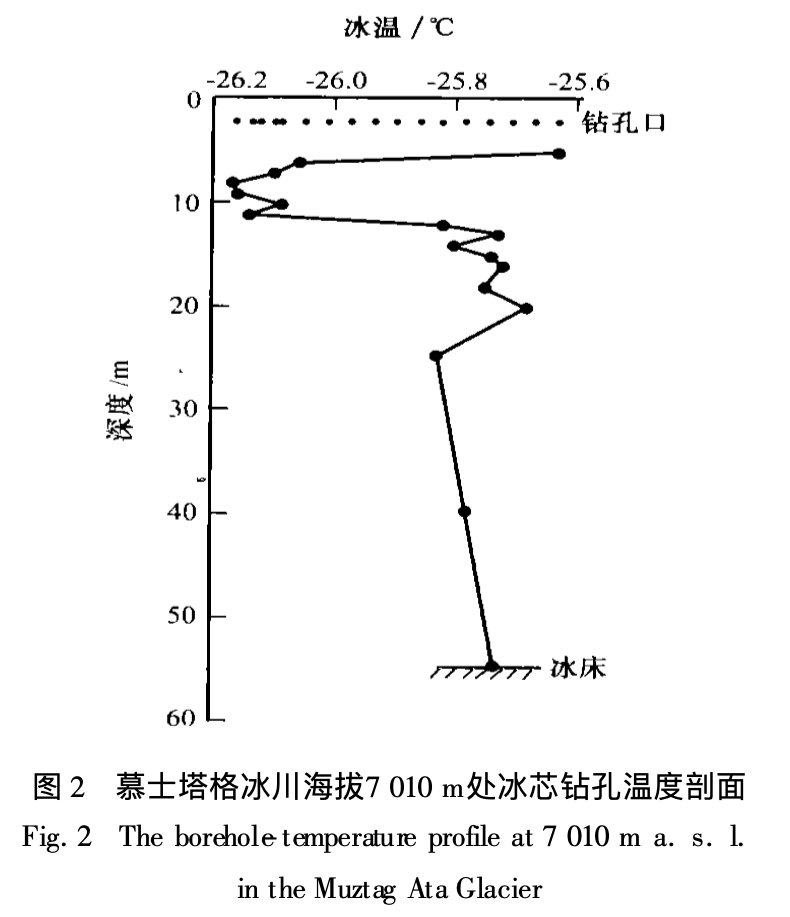 冰温 / ℃
-26.2 -26.0 -25.8 -25.6
0
钻孔口
10
20
深度/m
30
40
50
冰床
60
图 2 慕士塔格冰川海拔7 010 m处冰芯钻孔温度剖面
Fig. 2 The borehole-temperature profile at 7 010 m a. s. l.
in the Muztag Ata Glacier